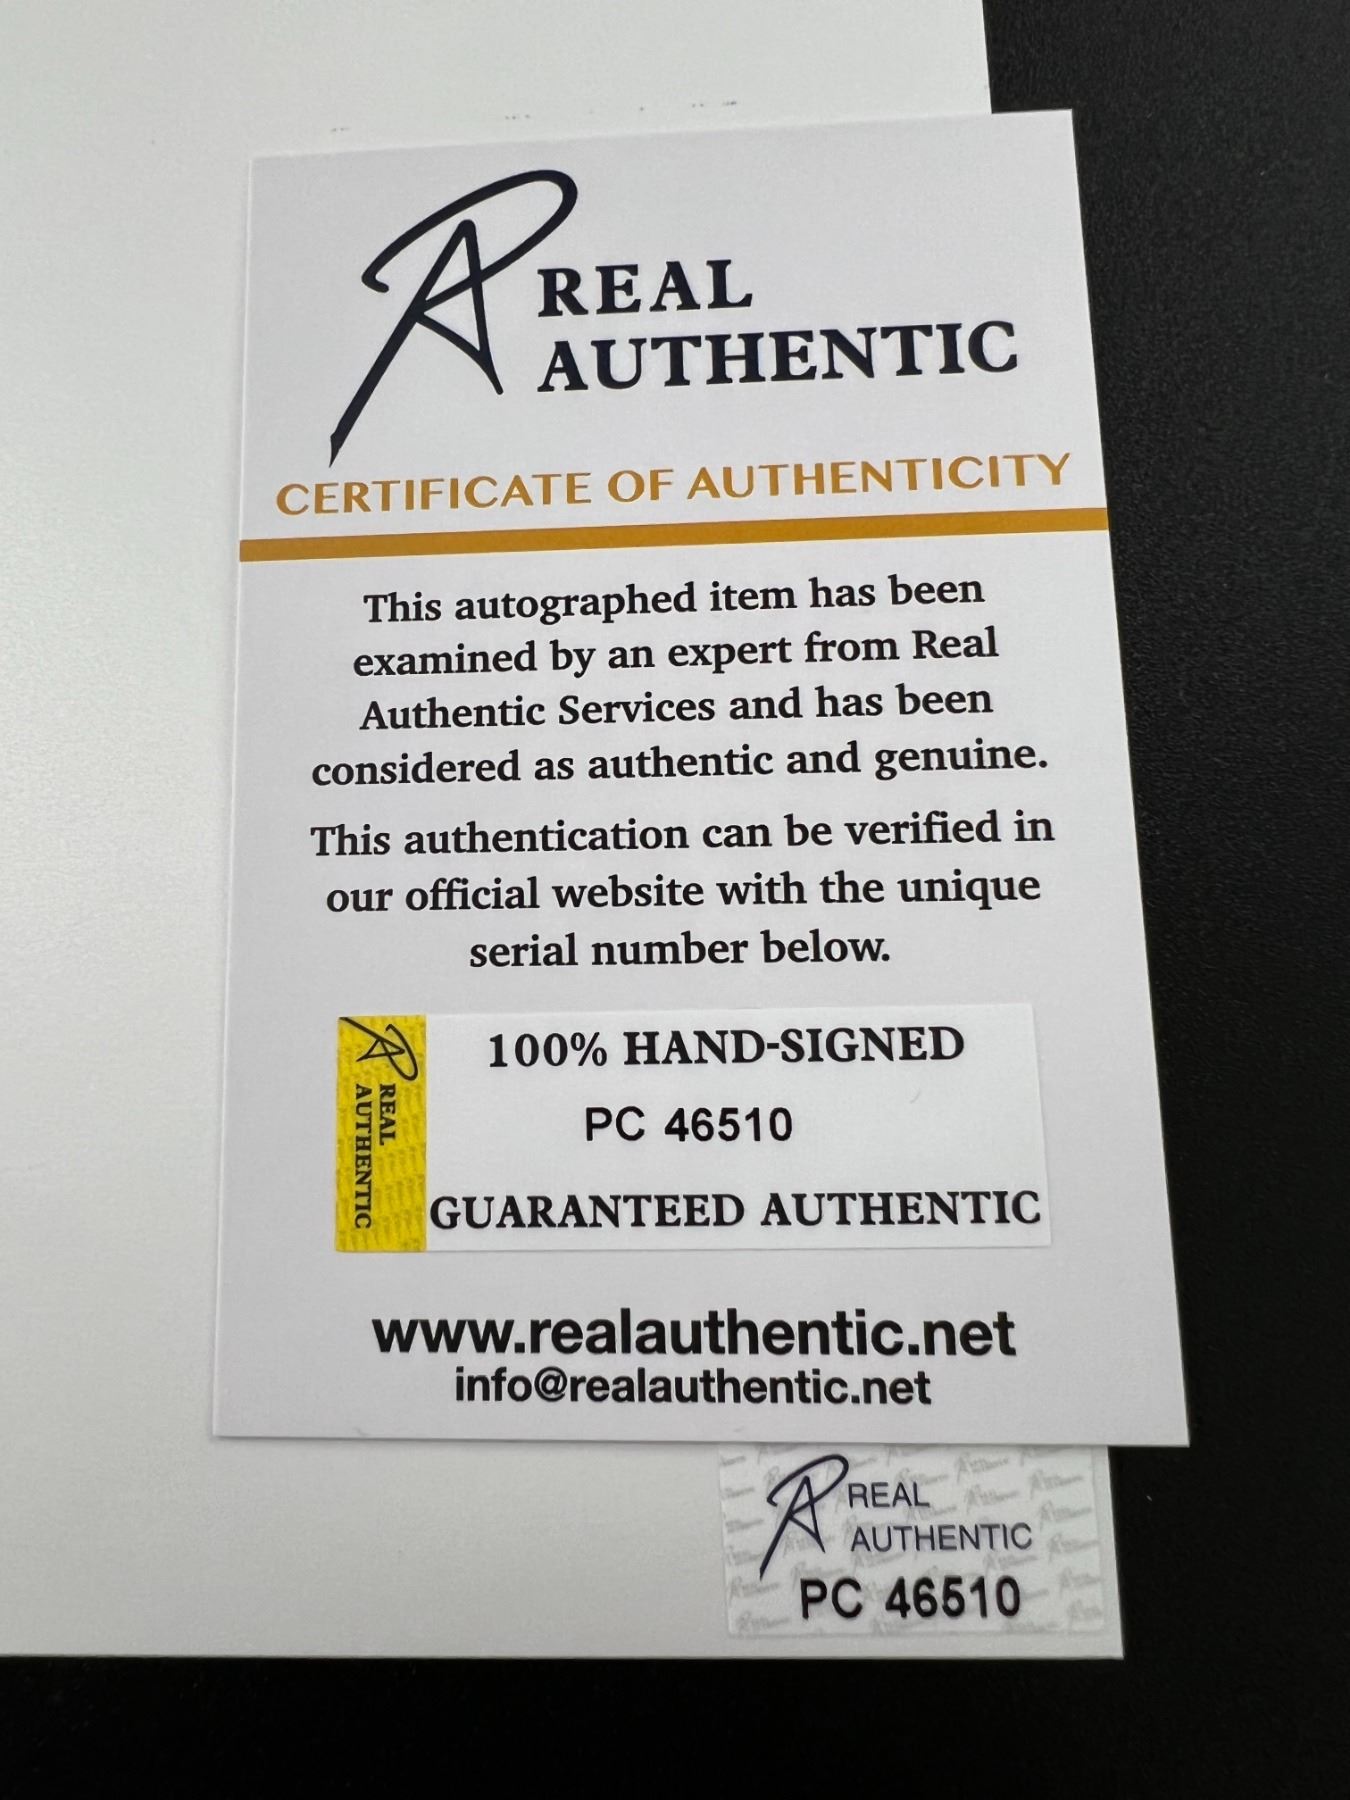 REAL
AUTHENTIC
CERTIFICATE OF AUTHENTICITY
This autographed item has been
examined by an expert from Real
Authentic Services and has been
considered as authentic and genuine.
This authentication can be verified in
our official website with the unique
serial number below.
REAL
AUTHENTIC
100% HAND-SIGNED
PC 46510
GUARANTEED AUTHENTIC
www.realauthentic.net
info@realauthentic.net
REAL
AUTHENTIC
PC 46510